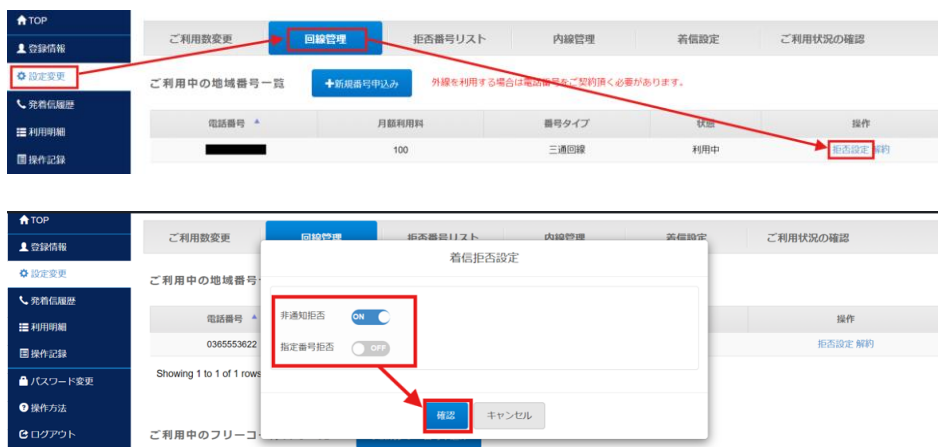 TOP
登録情報
設定変更
発着信履歴
利用明細
操作記録
ご利用数変更 回線管理 拒否番号リスト 内線管理 着信設定 ご利用状況の確認
ご利用中の地域番号一覧 +新規番号申込み 外線を利用する場合は電話番号をご契約頂く必要があります。
電話番号 月額利用料 番号タイプ 状態 操作
100 三通回線 利用中 拒否設定 解約
TOP
登録情報
設定変更
発着信履歴
利用明細
操作記録
パスワード変更
操作方法
ログアウト
ご利用数変更 回線管理 拒否番号リスト 内線管理 着信設定 ご利用状況の確認
着信拒否設定
ご利用中の地域番号
電話番号 操作
0365553622 拒否設定 解約
Showing 1 to 1 of 1 rows
非通知拒否 ON
指定番号拒否 OFF
確認 キャンセル
ご利用中のフリーコ